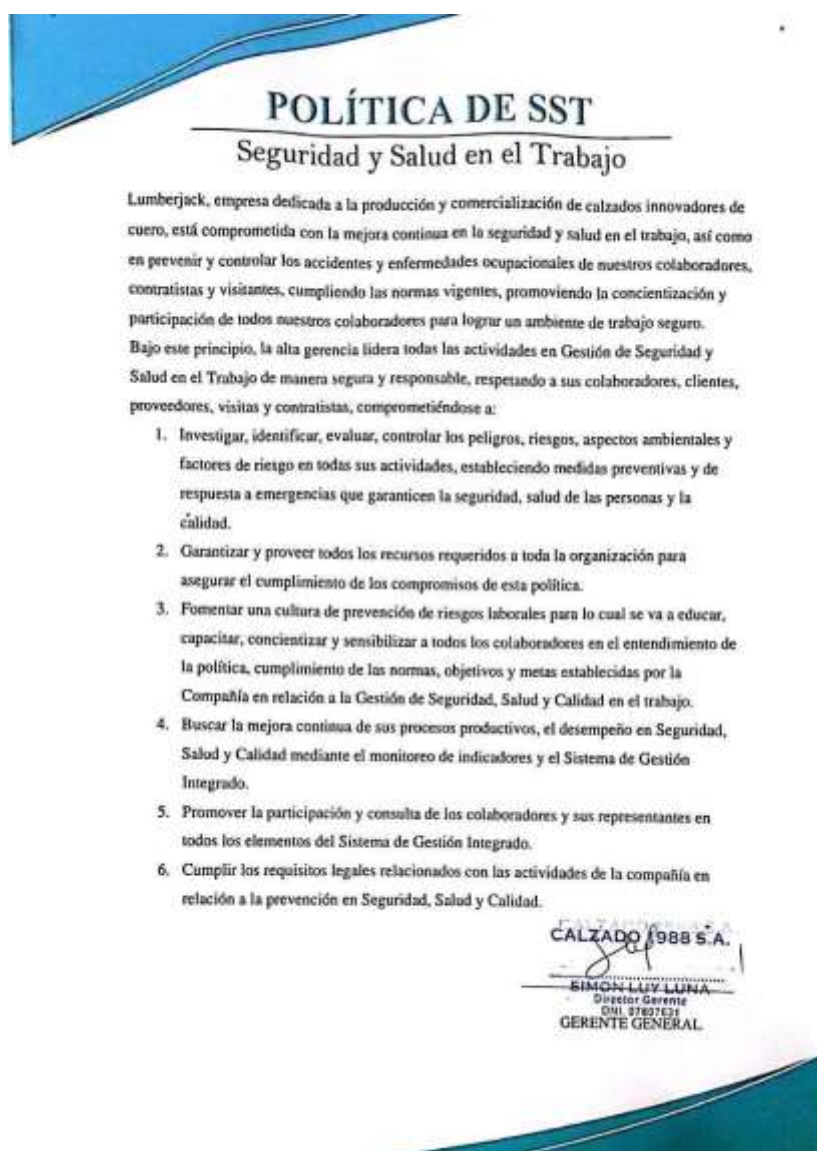 POLÍTICA DE SST
Seguridad y Salud en el Trabajo
Lumberjack, empresa dedicada a la producción y comercialización de calzados innovadores de
cuero, está comprometida con la mejora continua en la seguridad y salud en el trabajo, así como
en prevenir y controlar los accidentes y enfermedades ocupacionales de nuestros colaboradores,
contratistas y visitantes, cumpliendo las normas vigentes, promoviendo la concientización y
participación de todos nuestros colaboradores para lograr un ambiente de trabajo seguro.
Bajo este principio, la alta gerencia lidera todas las actividades en Gestión de Seguridad y
Salud en el Trabajo de manera segura y responsable, respetando a sus colaboradores, clientes,
proveedores, visitas y contratistas, comprometiéndose a:
1. Investigar, identificar, evaluar, controlar los peligros, riesgos, aspectos ambientales y
factores de riesgo en todas sus actividades, estableciendo medidas preventivas y de
respuesta a emergencias que garanticen la seguridad, salud de las personas y la
calidad.
2. Garantizar y proveer todos los recursos requeridos a toda la organización para
asegurar el cumplimiento de los compromisos de esta política.
3. Fomentar una cultura de prevención de riesgos laborales para lo cual se va a educar,
capacitar, concientizar y sensibilizar a todos los colaboradores en el entendimiento de
la política, cumplimiento de las normas, objetivos y metas establecidas por la
Compañía en relación a la Gestión de Seguridad, Salud y Calidad en el trabajo.
4. Buscar la mejora continua de sus procesos productivos, el desempeño en Seguridad,
Salud y Calidad mediante el monitoreo de indicadores y el Sistema de Gestión
Integrado.
5. Promover la participación y consulta de los colaboradores y sus representantes en
todos los elementos del Sistema de Gestión Integrado.
6. Cumplir los requisitos legales relacionados con las actividades de la compañía en
relación a la prevención en Seguridad, Salud y Calidad.
CALZADO 1988 S.A.
SIMON LUY LUNA
Director Gerente
DNI. 07807631
GERENTE GENERAL